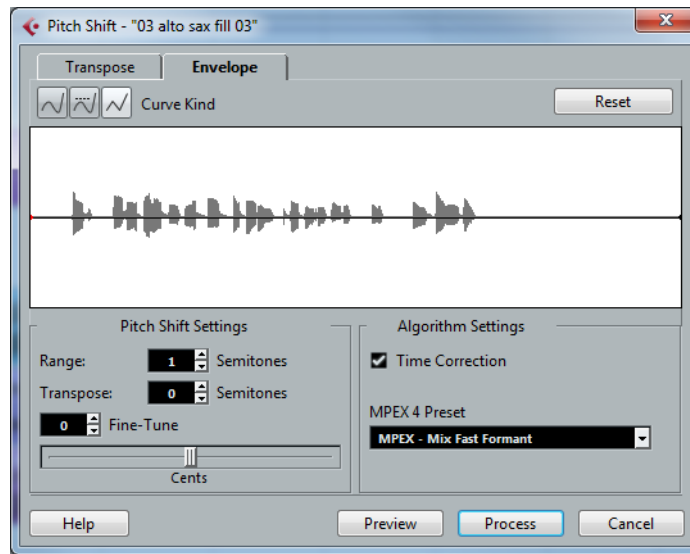 Pitch Shift - "03 alto sax fill 03"
Transpose
Envelope
Curve Kind
Reset
Pitch Shift Settings
Range: 1 Semitones
Transpose: 0 Semitones
0 Fine-Tune
Cents
Algorithm Settings
Time Correction
MPEX 4 Preset
MPEX - Mix Fast Formant
Help
Preview
Process
Cancel